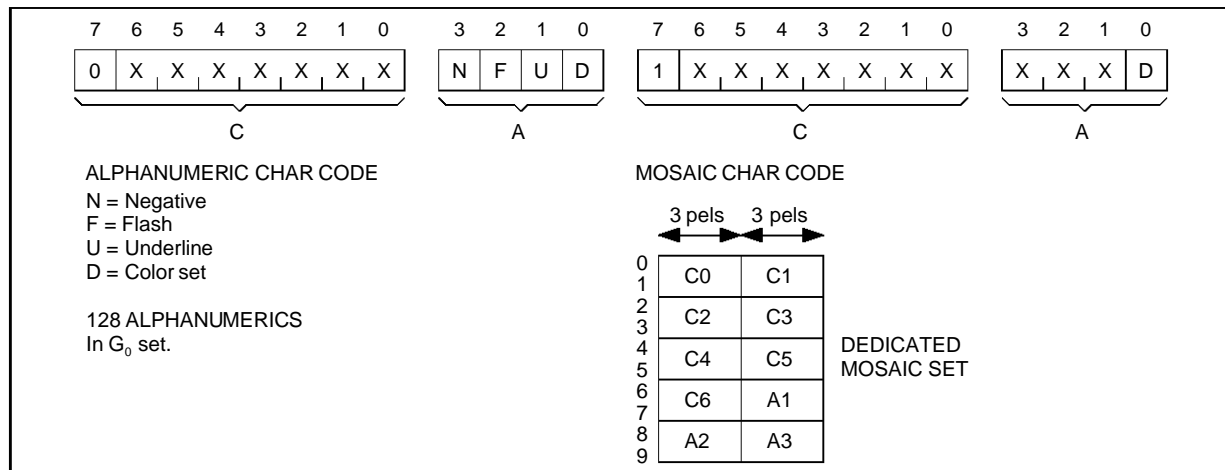 7 6 5 4 3 2 1 0 3 2 1 0 7 6 5 4 3 2 1 0 3 2 1 0
0 X X X X X X X N F U D 1 X X X X X X X X X X D
C A C A
ALPHANUMERIC CHAR CODE
N = Negative
F = Flash
U = Underline
D = Color set
128 ALPHANUMERICS
In G₀ set.
MOSAIC CHAR CODE
3 pels 3 pels
0
1
C0 C1
2
3
C2 C3
4
5
C4 C5
6
7
C6 A1
8
9
A2 A3
DEDICATED
MOSAIC SET